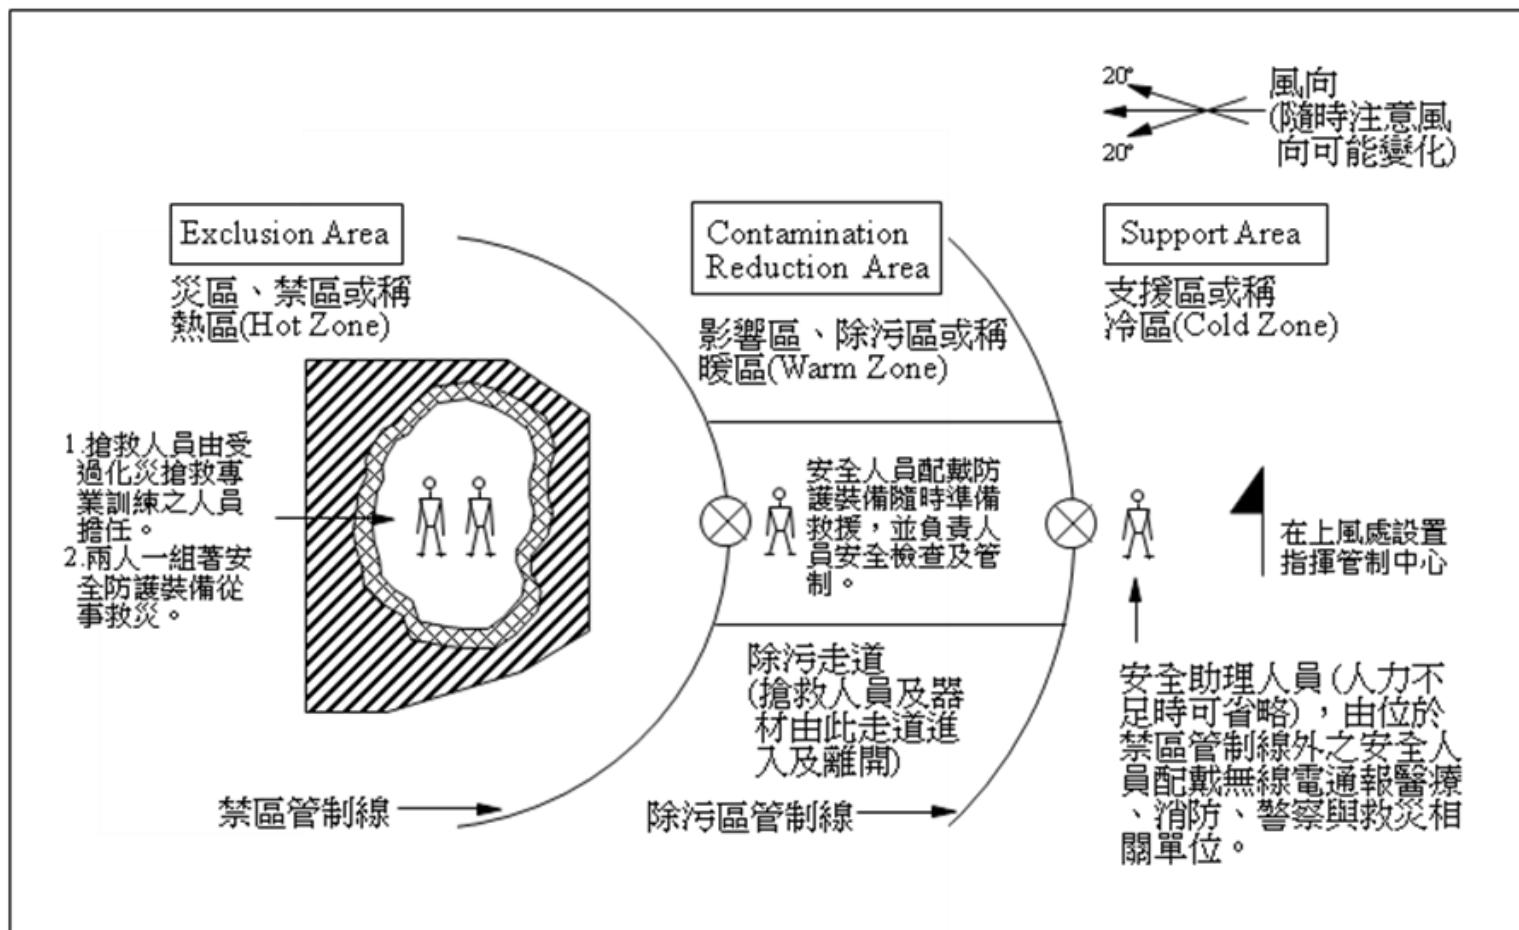 20°
20°
風向
(隨時注意風
向可能變化)
Exclusion Area
災區、禁區或稱
熱區(Hot Zone)
Contamination
Reduction Area
影響區、除污區或稱
暖區(Warm Zone)
Support Area
支援區或稱
冷區(Cold Zone)
1.搶救人員由受
過化災搶救專
業訓練之人員
擔任。
2.兩人一組著安
全防護裝備從
事救災。
安全人員配戴防
護裝備隨時準備
救援，並負責人
員安全檢查及管
制。
在上風處設置
指揮管制中心
除污走道
(搶救人員及器
材由此走道進
入及離開)
安全助理人員(人力不
足時可省略)，由位於
禁區管制線外之安全人
員配戴無線電通報醫療
、消防、警察與救災相
關單位。
禁區管制線
除污區管制線